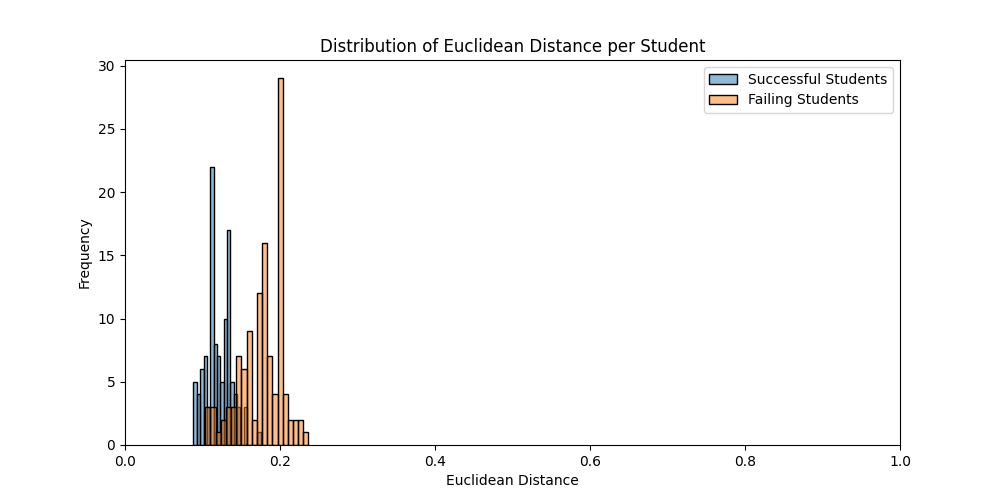 Distribution of Euclidean Distance per Student
Successful Students
Failing Students
Frequency
30
25
20
15
10
5
0
0.0 0.2 0.4 0.6 0.8 1.0
Euclidean Distance